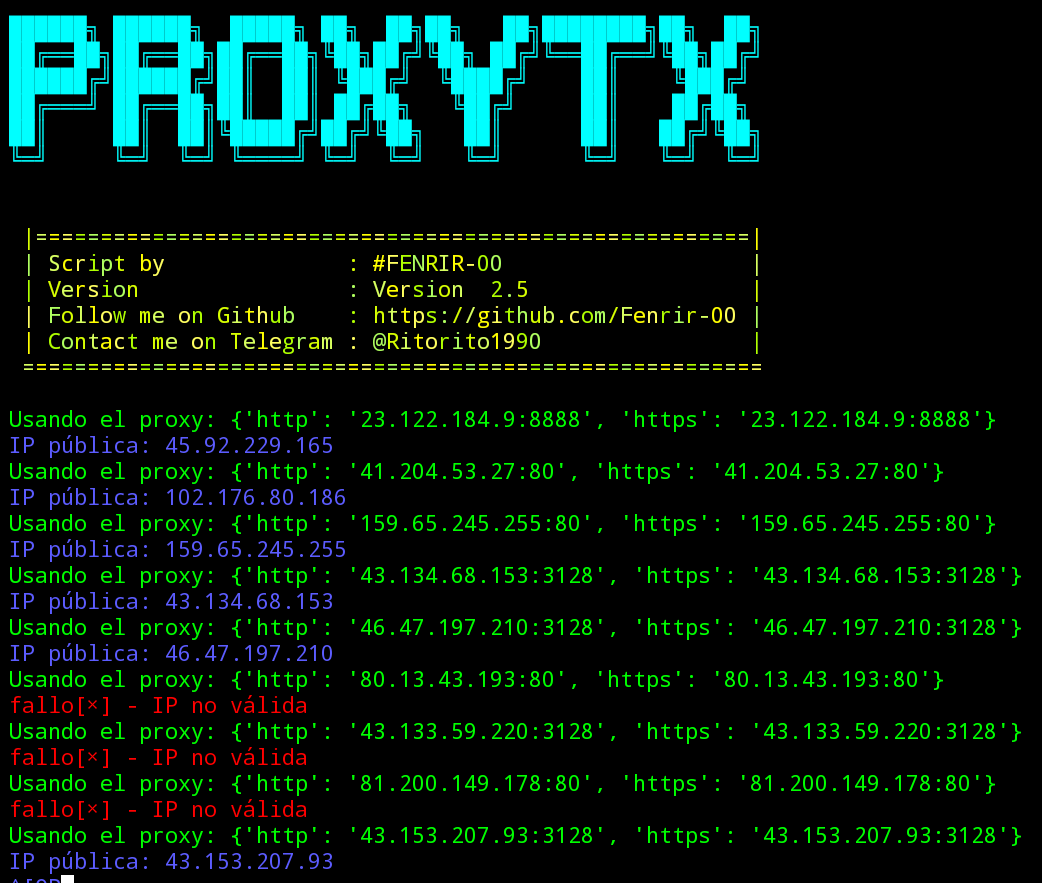 PROXYTX
|=======================================================|
| Script by : #FENRIR-00 |
| Version : Version 2.5 |
| Follow me on Github : https://github.com/Fenrir-00 |
| Contact me on Telegram : @Ritorito1990 |
=========================================================
Usando el proxy: {'http': '23.122.184.9:8888', 'https': '23.122.184.9:8888'}
IP pública: 45.92.229.165
Usando el proxy: {'http': '41.204.53.27:80', 'https': '41.204.53.27:80'}
IP pública: 102.176.80.186
Usando el proxy: {'http': '159.65.245.255:80', 'https': '159.65.245.255:80'}
IP pública: 159.65.245.255
Usando el proxy: {'http': '43.134.68.153:3128', 'https': '43.134.68.153:3128'}
IP pública: 43.134.68.153
Usando el proxy: {'http': '46.47.197.210:3128', 'https': '46.47.197.210:3128'}
IP pública: 46.47.197.210
Usando el proxy: {'http': '80.13.43.193:80', 'https': '80.13.43.193:80'}
fallo[×] - IP no válida
Usando el proxy: {'http': '43.133.59.220:3128', 'https': '43.133.59.220:3128'}
fallo[×] - IP no válida
Usando el proxy: {'http': '81.200.149.178:80', 'https': '81.200.149.178:80'}
fallo[×] - IP no válida
Usando el proxy: {'http': '43.153.207.93:3128', 'https': '43.153.207.93:3128'}
IP pública: 43.153.207.93